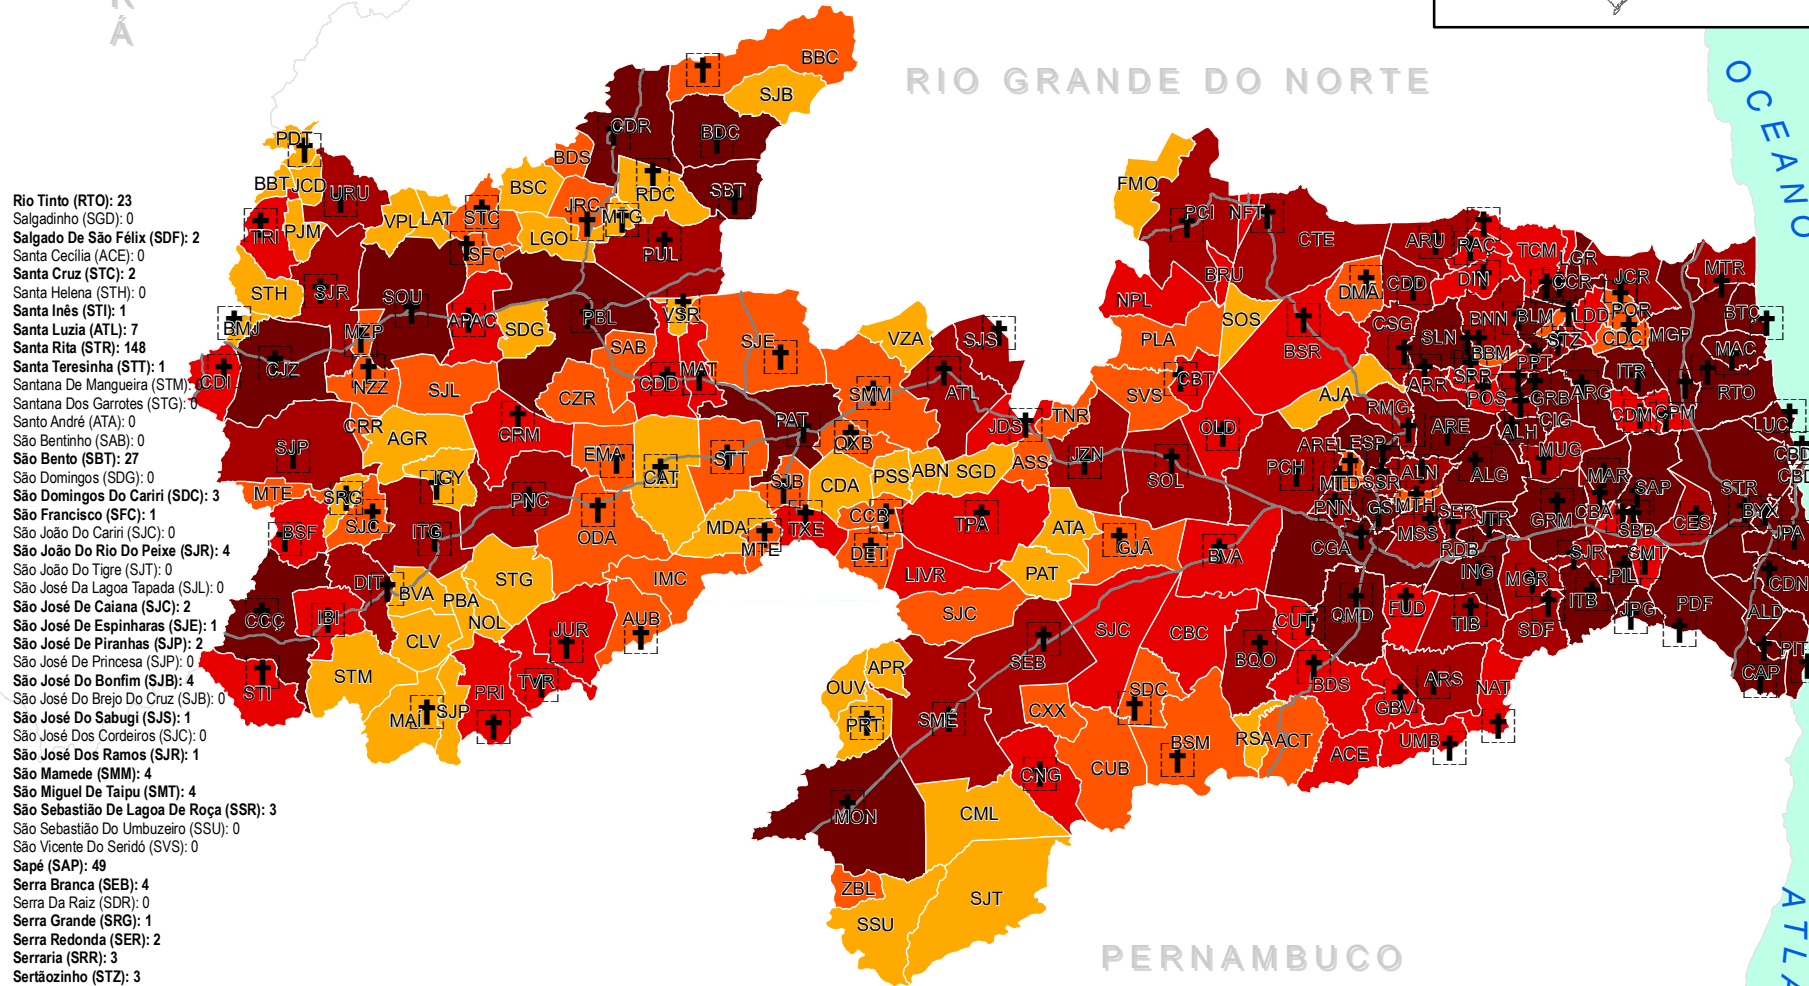 R
Á
RIO GRANDE DO NORTE
OCEANO
ATLA
PERNAMBUCO
Rio Tinto (RTO): 23
Salgadinho (SGD): 0
Salgado De São Félix (SDF): 2
Santa Cecília (ACE): 0
Santa Cruz (STC): 2
Santa Helena (STH): 0
Santa Inês (STI): 1
Santa Luzia (ATL): 7
Santa Rita (STR): 148
Santa Teresinha (STT): 1
Santana De Mangueira (STM): 0
Santana Dos Garrotes (STG): 0
Santo André (ATA): 0
São Bentinho (SAB): 0
São Bento (SBT): 27
São Domingos (SDG): 0
São Domingos Do Cariri (SDC): 3
São Francisco (SFC): 1
São João Do Cariri (SJC): 0
São João Do Rio Do Peixe (SJR): 4
São João Do Tigre (SJT): 0
São José Da Lagoa Tapada (SJL): 0
São José De Caiana (SJC): 2
São José De Espinharas (SJE): 1
São José De Piranhas (SJP): 2
São José De Princesa (SJP): 0
São José Do Bonfim (SJB): 4
São José Do Brejo Do Cruz (SJB): 0
São José Do Sabugi (SJS): 1
São José Dos Cordeiros (SJC): 0
São José Dos Ramos (SJR): 1
São Mamede (SMM): 4
São Miguel De Taipu (SMT): 4
São Sebastião De Lagoa De Roça (SSR): 3
São Sebastião Do Umbuzeiro (SSU): 0
São Vicente Do Seridó (SVS): 0
Sapé (SAP): 49
Serra Branca (SEB): 4
Serra Da Raiz (SDR): 0
Serra Grande (SRG): 1
Serra Redonda (SER): 2
Serraria (SRR): 3
Sertãozinho (STZ): 3
BBC
SJB
CDR
BDC
PDT
BDS
BBT
JCD
URU
BSC
RDC
SBT
FMO
TRI
PJM
VPL
LAT
STC
JRC
MTG
LGO
SFC
PUL
PCI
NFT
CTE
ARU
RAÇ
TCM
LGR
STH
SJR
SOU
BRU
DMA
CDD
DIN
CCR
JCR
MTR
BMJ
MZP
APAC
SDG
PBL
VSR
NPL
SOS
CSG
SLN
BNN
BLM
LDD
POR
BTC
CDI
CJZ
NZZ
SJL
SAB
CZR
CDD
MAT
SJE
VZA
SJS
PLA
BSR
BBM
PPT
STZ
CDC
MGP
MAC
SMM
ATL
SVS
CBT
AJA
ARR
SRR
POS
GRB
ARG
ITR
RTO
SJP
CRR
AGR
CRM
PAT
QXB
JDS
TNR
OLD
RMG
ARE
ALH
CIG
CPM
LUC
EMA
CAT
STT
SJB
CDA
PSS
ABN
SGD
ASS
JZN
SOL
PCH
ESP
ALN
ALG
MUG
MAR
SAP
CBD
MTE
SRG
SJC
IGY
PNC
MTD
SSR
MTH
STR
BSF
ITG
ODA
MDA
MTE
TXE
CCB
DET
TPA
ATA
GJÃ
BVA
PNN
CGA
MSS
SER
JTR
GRM
CBA
SBD
CES
BYX
JPA
DIT
BVA
PBA
STG
IMC
LIVR
PAT
RDB
ING
MGR
SJR
SMT
PIL
CDN
CCÇ
IBI
CLV
NOL
AUB
JUR
SJC
SEB
SJC
CBC
CUT
QMD
FUD
TIB
SDF
ITB
JPG
PDF
ALD
STI
STM
MAI
SJP
PRI
TVR
OUV
APR
PRT
SME
CXX
SDC
BQO
BDS
GBV
ARS
NAT
CAP
PIT
CNG
CUB
BSM
RSA
ACT
ACE
UMB
MON
CML
ZBL
SSU
SJT